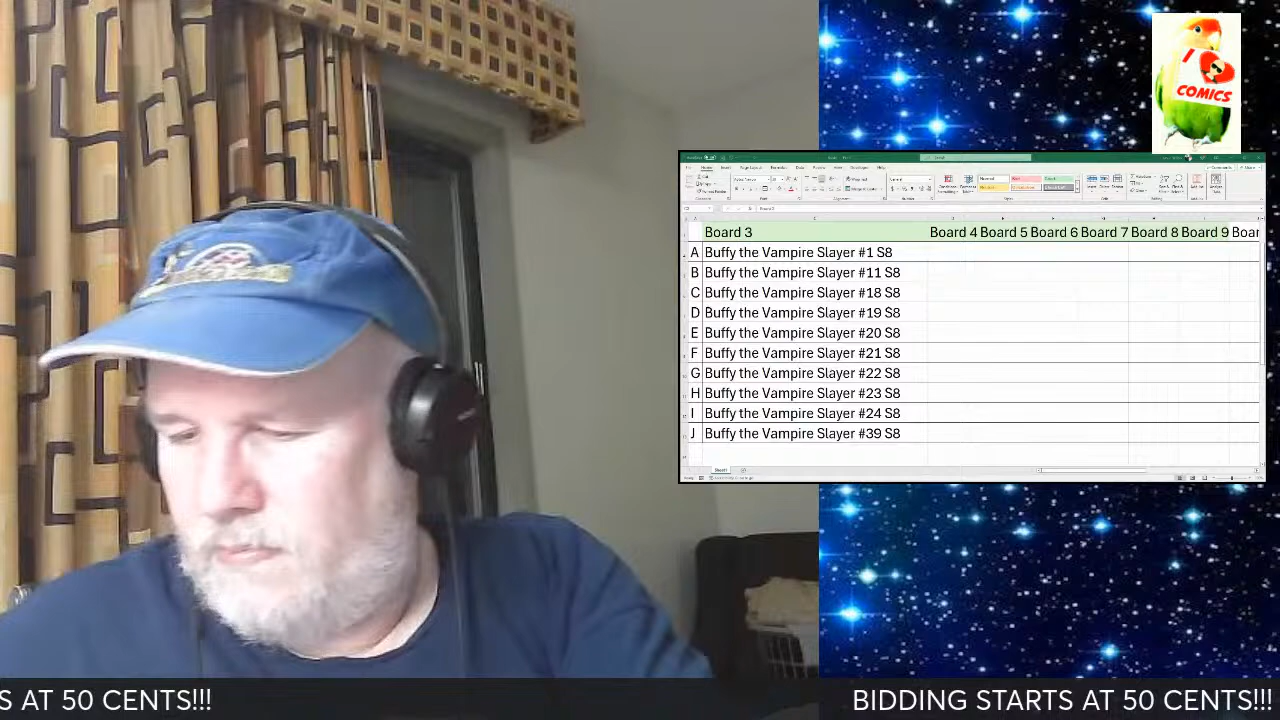 COMICS
Board 3 Board 4 Board 5 Board 6 Board 7 Board 8 Board 9 Boar
A Buffy the Vampire Slayer #1 S8
B Buffy the Vampire Slayer #11 S8
C Buffy the Vampire Slayer #18 S8
D Buffy the Vampire Slayer #19 S8
E Buffy the Vampire Slayer #20 S8
F Buffy the Vampire Slayer #21 S8
G Buffy the Vampire Slayer #22 S8
H Buffy the Vampire Slayer #23 S8
I Buffy the Vampire Slayer #24 S8
J Buffy the Vampire Slayer #39 S8
S AT 50 CENTS!!! BIDDING STARTS AT 50 CENTS!!!